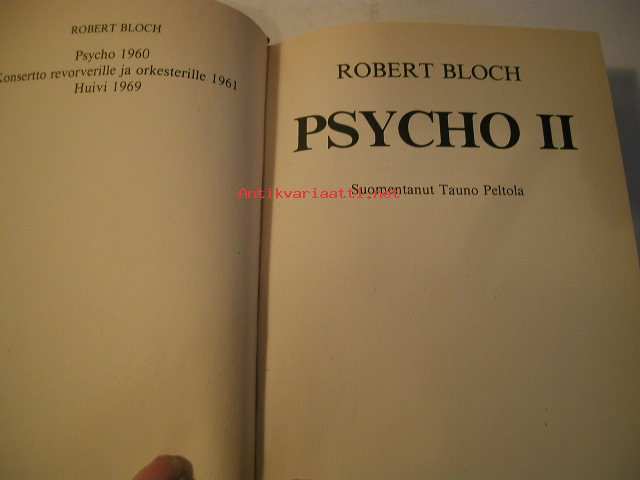 ROBERT BLOCH
Psycho 1960
Konsertto revorverille ja orkesterille 1961
Huivi 1969
ROBERT BLOCH
PSYCHO II
Suomentanut Tauno Peltola
Antikvariaatti.net